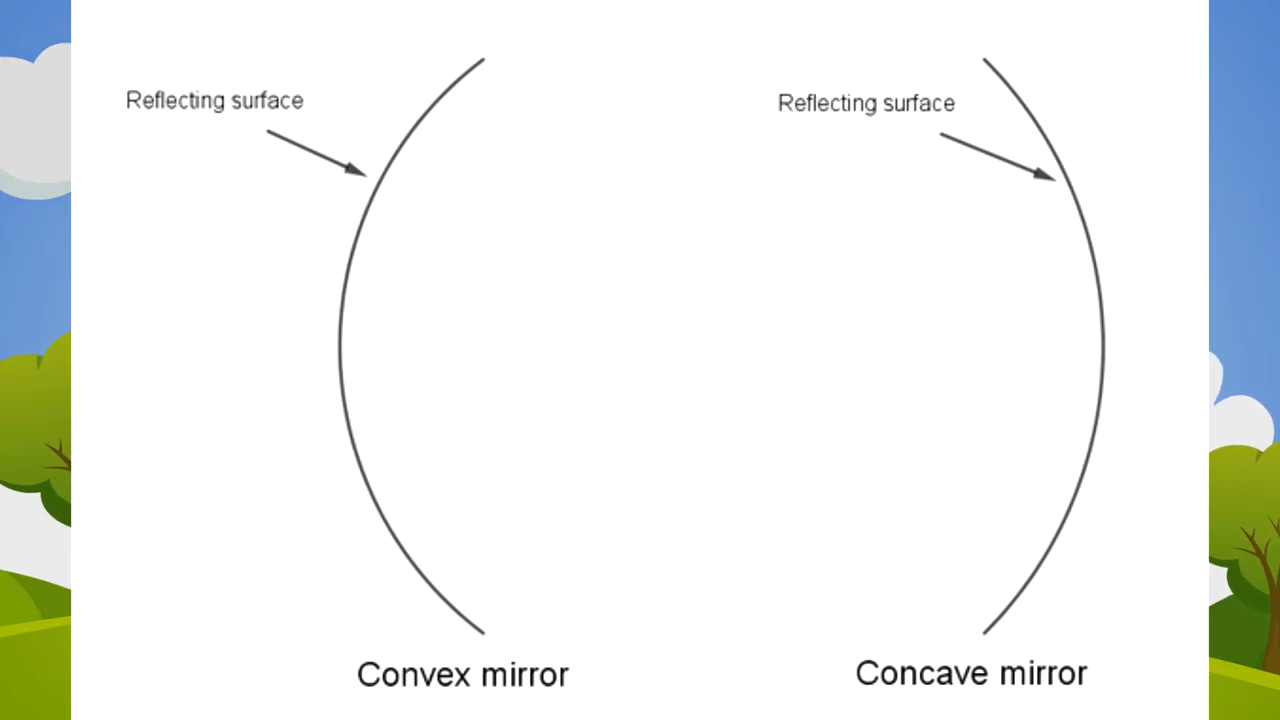 Reflecting surface
Reflecting surface
Convex mirror
Concave mirror